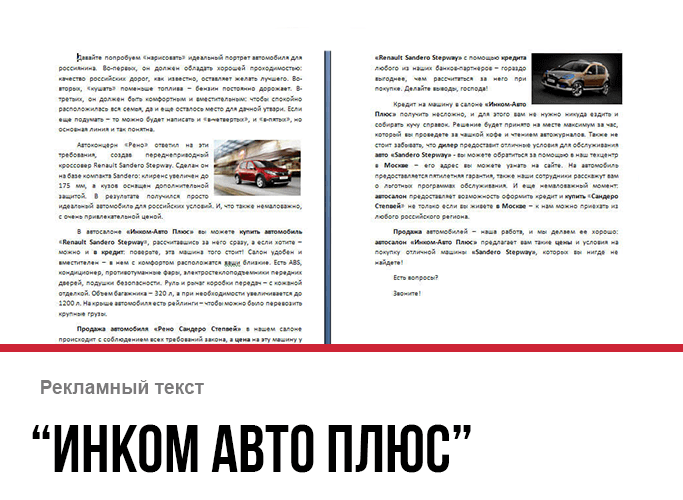 Давайте попробуем «нарисовать» идеальный портрет автомобиля для
россиянина. Во-первых, он должен обладать хорошей проходимостью:
качество российских дорог, как известно, оставляет желать лучшего. Во-
вторых, «кушать» поменьше топлива – бензин постоянно дорожает. В-
третьих, он должен быть комфортным и вместительным: чтобы спокойно
расположилась вся семья, да и еще осталось место для дачной утвари. Если
еще подумать – то можно будет написать и «в-четвертых», и «в-пятых», но
основная линия и так понятна.
Автоконцерн «Рено» ответил на эти
требования, создав переднеприводный
кроссовер Renault Sandero Stepway. Сделан он
на базе компакта Sandero: клиренс увеличен до
175 мм, а кузов оснащен дополнительной
защитой. В результате получился просто
идеальный автомобиль для российских условий. И, что также немаловажно,
с очень привлекательной ценой.
В автосалоне «Инком-Авто Плюс» вы можете купить автомобиль
«Renault Sandero Stepway», рассчитавшись за него сразу, а если хотите –
можно и в кредит: поверьте, эта машина того стоит! Салон удобен и
вместителен – в нем с комфортом расположатся ваши близкие. Есть ABS,
кондиционер, противотуманные фары, электростеклоподъемники передних
дверей, подушки безопасности. Руль и рычаг коробки передач – с кожаной
отделкой. Объем багажника – 320 л, а при необходимости увеличивается до
1200 л. На крыше автомобиля есть рейлинги – чтобы можно было перевозить
крупные грузы.
Продажа автомобиля «Рено Сандеро Степвей» в нашем салоне
происходит с соблюдением всех требований закона, а цена на эту машину у
«Renault Sandero Stepway» с помощью кредита
любого из наших банков-партнёров – гораздо
выгоднее, чем рассчитаться за него при
покупке. Делайте выводы, господа!
Кредит на машину в салоне «Инком-Авто
Плюс» получить несложно, и для этого вам не нужно никуда ездить и
собирать кучу справок. Решение будет принято на месте максимум за час,
который вы проведете за чашкой кофе и чтением автожурналов. Также не
стоит забывать, что дилер предоставит отличные условия для обслуживания
авто «Sandero Stepway» - вы можете обратиться за помощью в наш техцентр
в Москве – его адрес вы можете узнать на сайте. На автомобиль
предоставляется пятилетняя гарантия, также наши сотрудники расскажут вам
о льготных программах обслуживания. И еще немаловажный момент:
автосалон предоставляет возможность оформить кредит и купить «Сандеро
Степвей» не только если вы живете в Москве – к нам можно приехать из
любого российского региона.
Продажа автомобилей – наша работа, и мы делаем ее хорошо:
автосалон «Инком-Авто Плюс» предлагает вам такие цены и условия на
покупку отличной машины «Sandero Stepway», которых вы нигде не
найдете!
Есть вопросы?
Звоните!
Рекламный текст
“ИНКОМ АВТО ПЛЮС”